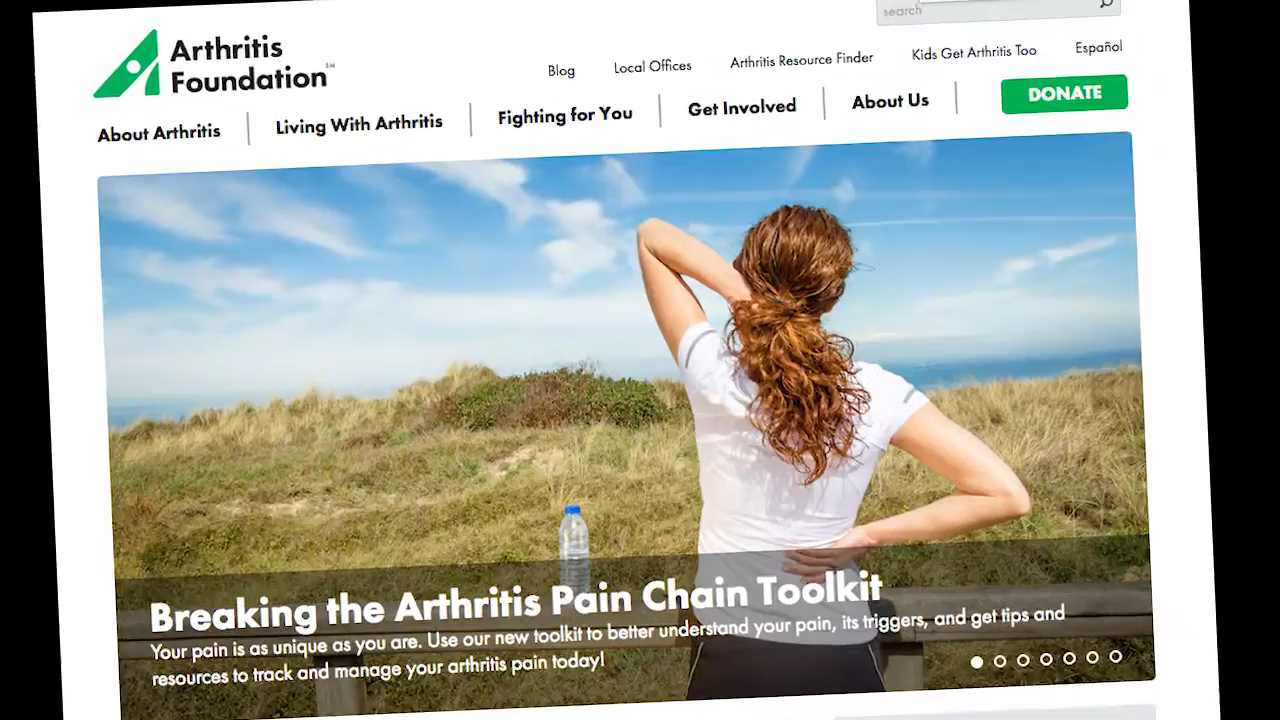 search
Arthritis
Foundation℠
Blog
Local Offices
Arthritis Resource Finder
Kids Get Arthritis Too
Español
About Arthritis
Living With Arthritis
Fighting for You
Get Involved
About Us
DONATE
Breaking the Arthritis Pain Chain Toolkit
Your pain is as unique as you are. Use our new toolkit to better understand your pain, its triggers, and get tips and
resources to track and manage your arthritis pain today!